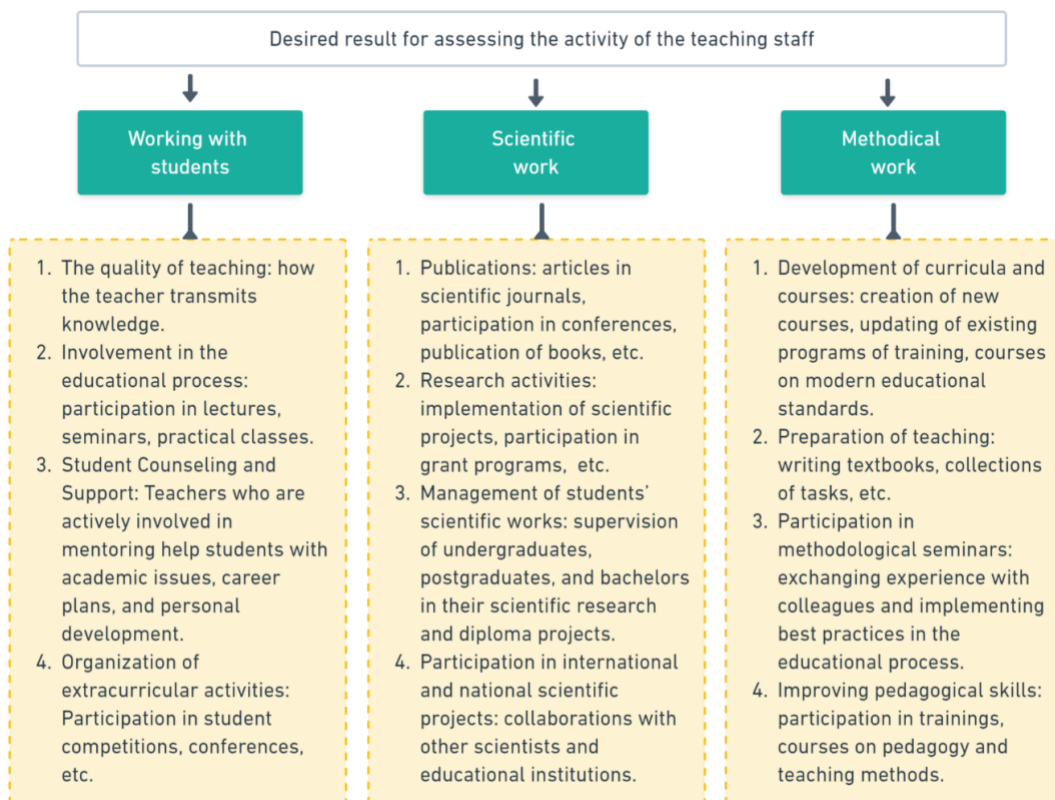 Desired result for assessing the activity of the teaching staff
Working with
students
Scientific
work
Methodical
work
1. The quality of teaching: how
the teacher transmits
knowledge.
2. Involvement in the
educational process:
participation in lectures,
seminars, practical classes.
3. Student Counseling and
Support: Teachers who are
actively involved in
mentoring help students with
academic issues, career
plans, and personal
development.
4. Organization of
extracurricular activities:
Participation in student
competitions, conferences,
etc.
1. Publications: articles in
scientific journals,
participation in conferences,
publication of books, etc.
2. Research activities:
implementation of scientific
projects, participation in
grant programs, etc.
3. Management of students’
scientific works: supervision
of undergraduates,
postgraduates, and bachelors
in their scientific research
and diploma projects.
4. Participation in international
and national scientific
projects: collaborations with
other scientists and
educational institutions.
1. Development of curricula and
courses: creation of new
courses, updating of existing
programs of training, courses
on modern educational
standards.
2. Preparation of teaching:
writing textbooks, collections
of tasks, etc.
3. Participation in
methodological seminars:
exchanging experience with
colleagues and implementing
best practices in the
educational process.
4. Improving pedagogical skills:
participation in trainings,
courses on pedagogy and
teaching methods.